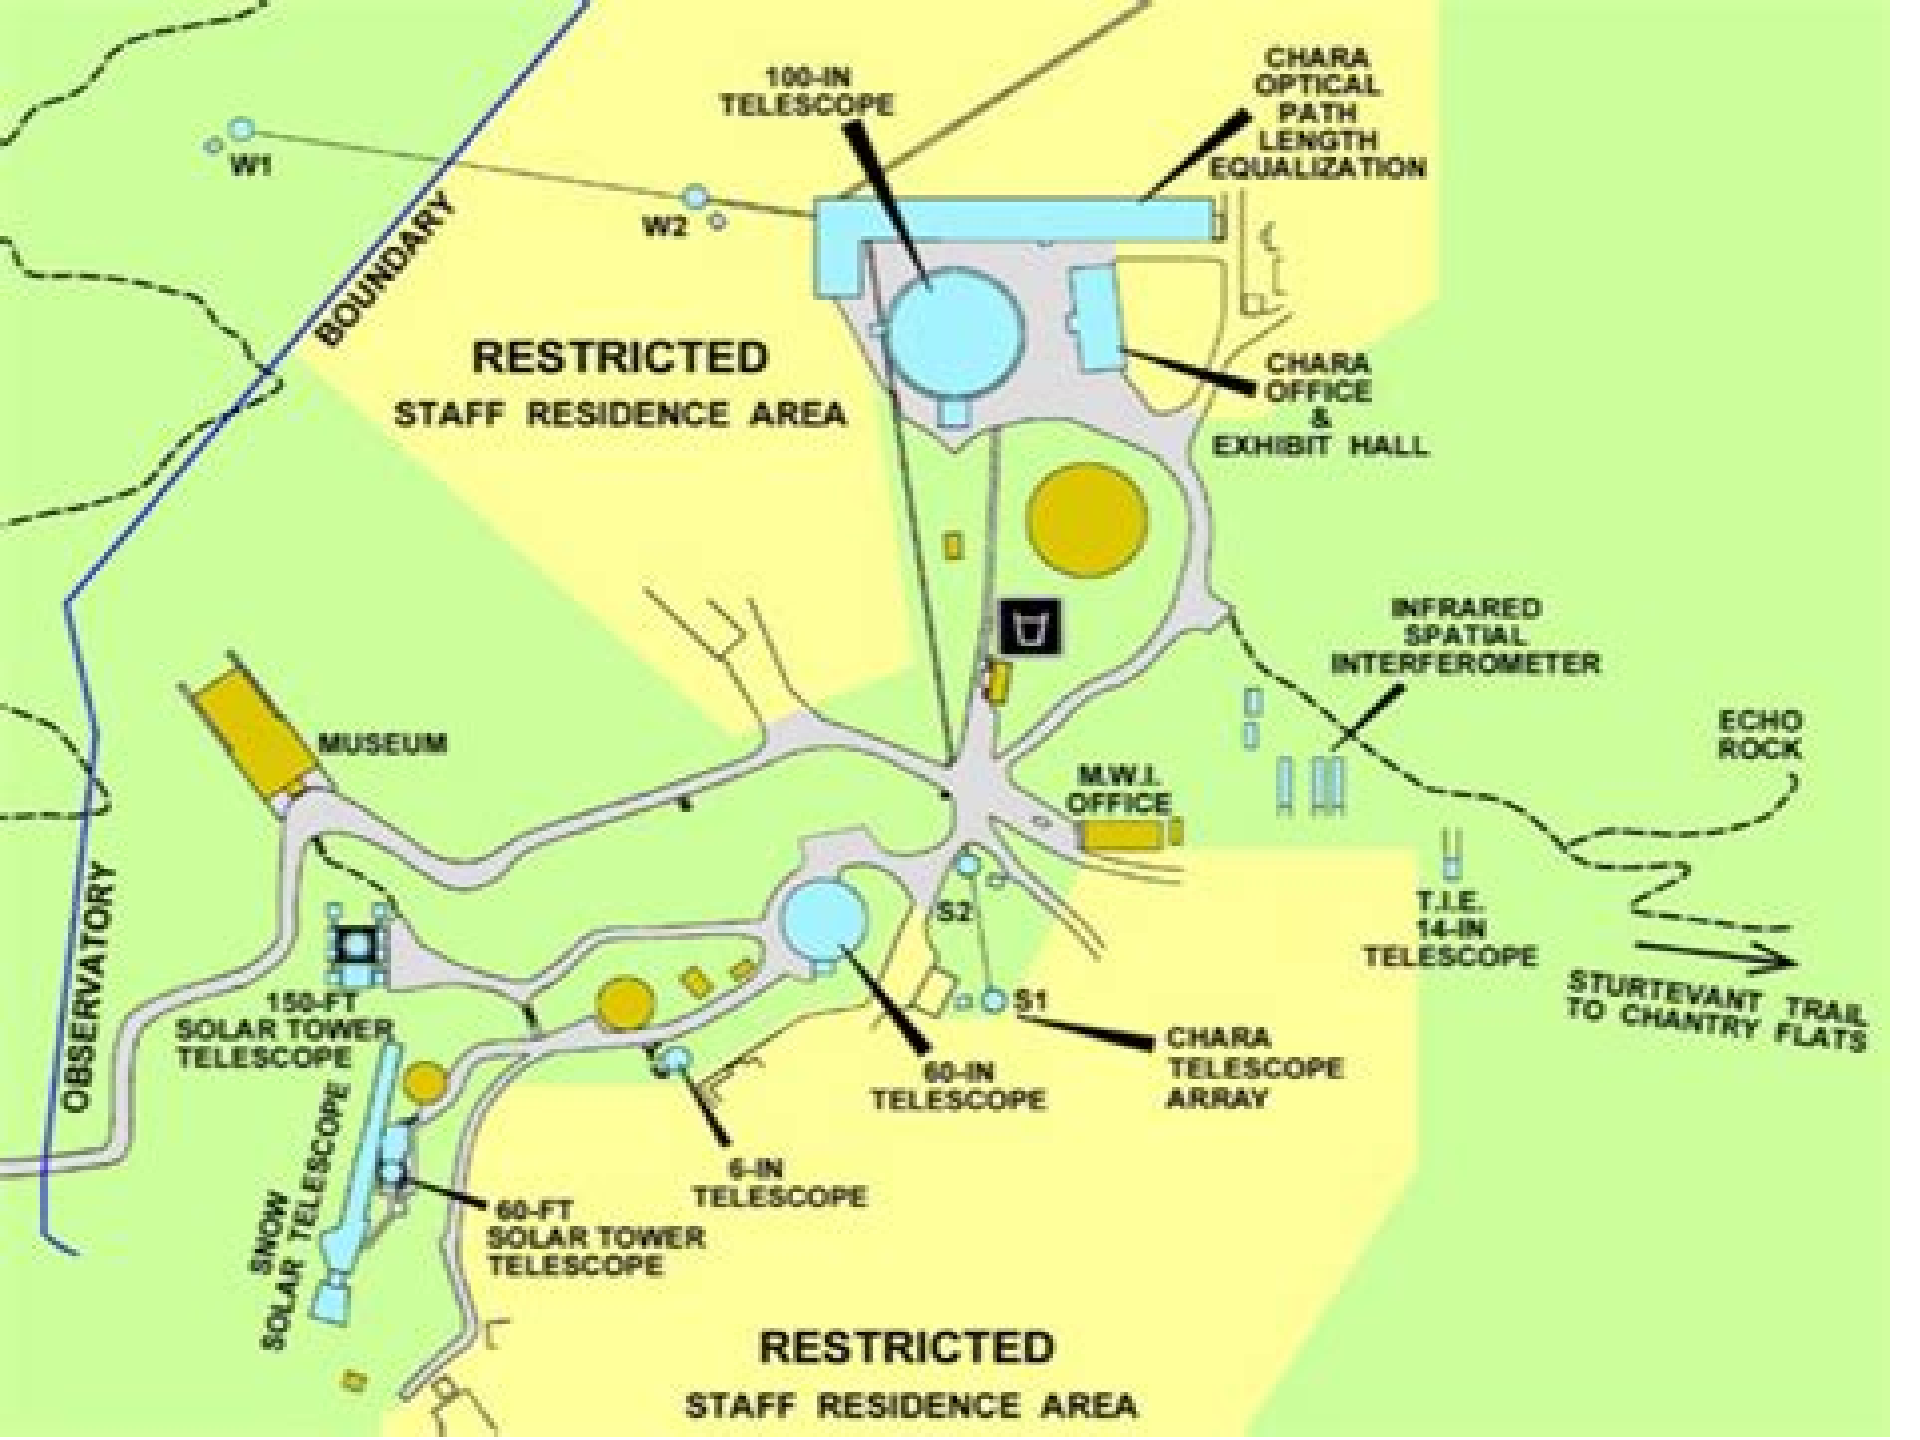 100-IN
TELESCOPE
CHARA
OPTICAL
PATH
LENGTH
EQUALIZATION
W1
W2
BOUNDARY
RESTRICTED
STAFF RESIDENCE AREA
CHARA
OFFICE
&
EXHIBIT HALL
INFRARED
SPATIAL
INTERFEROMETER
ECHO
ROCK
MUSEUM
M.W.I.
OFFICE
OBSERVATORY
S2
S1
T.I.E.
14-IN
TELESCOPE
STURTEVANT TRAIL
TO CHANTRY FLATS
150-FT
SOLAR TOWER
TELESCOPE
CHARA
TELESCOPE
ARRAY
60-IN
TELESCOPE
6-IN
TELESCOPE
SNOW
SOLAR TELESCOPE
60-FT
SOLAR TOWER
TELESCOPE
RESTRICTED
STAFF RESIDENCE AREA